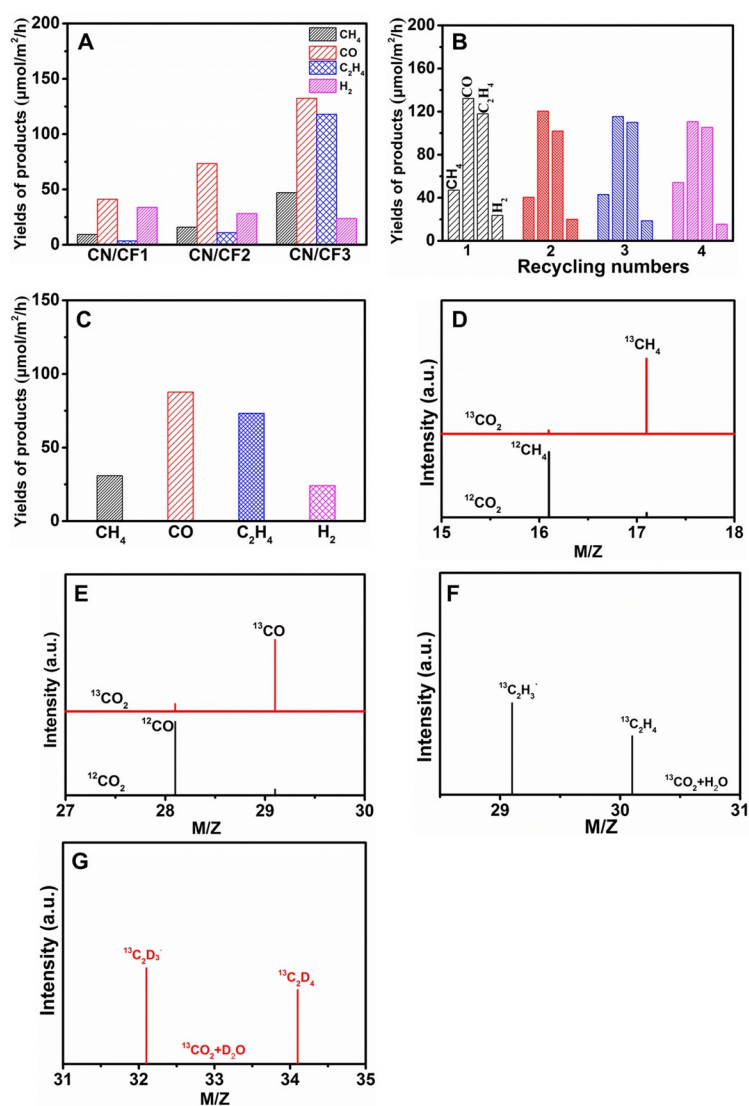 A
Yields of products (μmol/m²/h)
200
150
100
50
0
CH₄
CO
C₂H₄
H₂
CN/CF1 CN/CF2 CN/CF3
B
Yields of products (μmol/m²/h)
200
160
120
80
40
0
CH₄
CO
C₂H₄
H₂
1 2 3 4
Recycling numbers
C
Yields of products (μmol/m²/h)
150
100
50
0
CH₄ CO C₂H₄ H₂
D
Intensity (a.u.)
¹³CH₄
¹³CO₂
¹²CH₄
¹²CO₂
15 16 17 18
M/Z
E
Intensity (a.u.)
¹³CO
¹³CO₂
¹²CO
¹²CO₂
27 28 29 30
M/Z
F
Intensity (a.u.)
¹³C₂H₃˙
¹³C₂H₄
¹³CO₂+H₂O
29 30 31
M/Z
G
Intensity (a.u.)
¹³C₂D₃˙
¹³C₂D₄
¹³CO₂+D₂O
31 32 33 34 35
M/Z